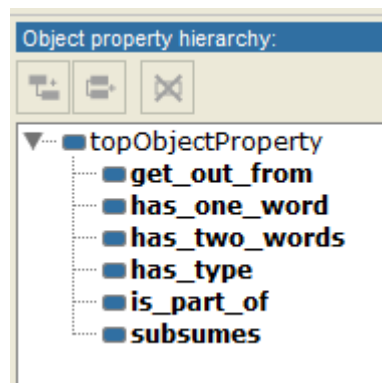 Object property hierarchy:
topObjectProperty
get_out_from
has_one_word
has_two_words
has_type
is_part_of
subsumes